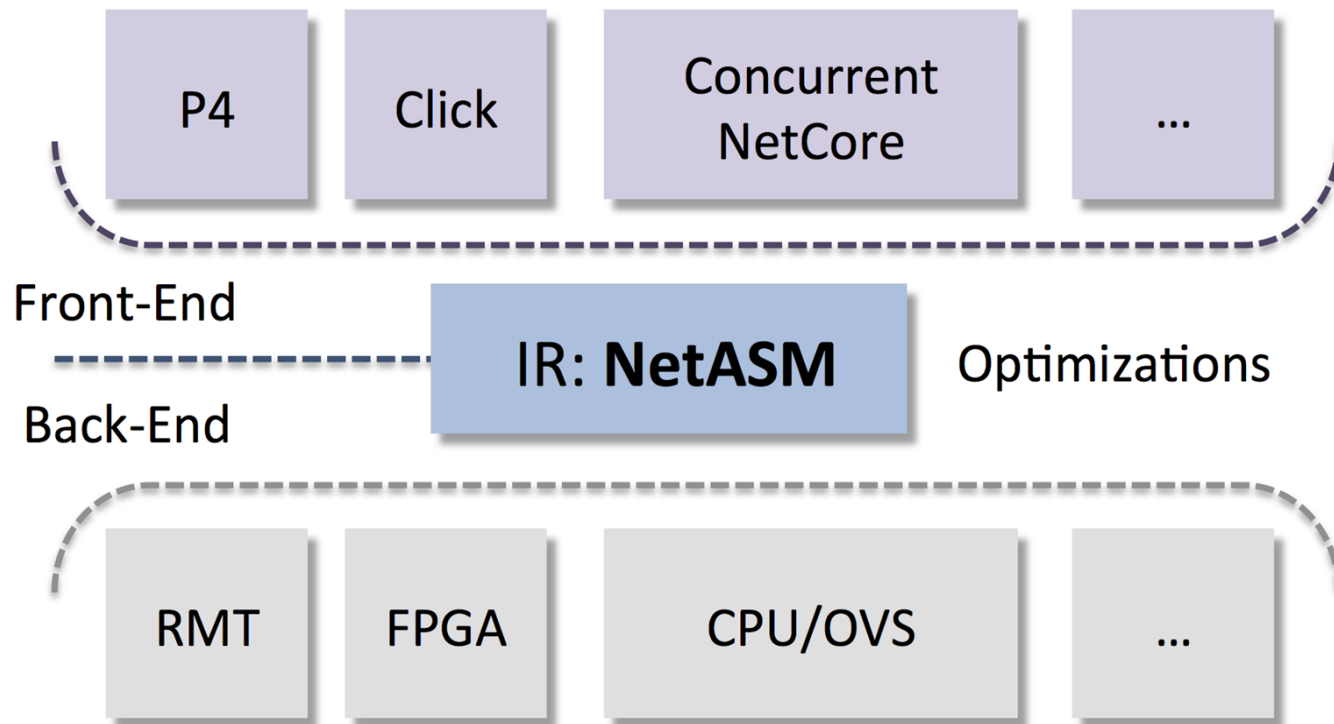 P4
Click
Concurrent
NetCore
...
Front-End
IR: NetASM
Optimizations
Back-End
RMT
FPGA
CPU/OVS
...